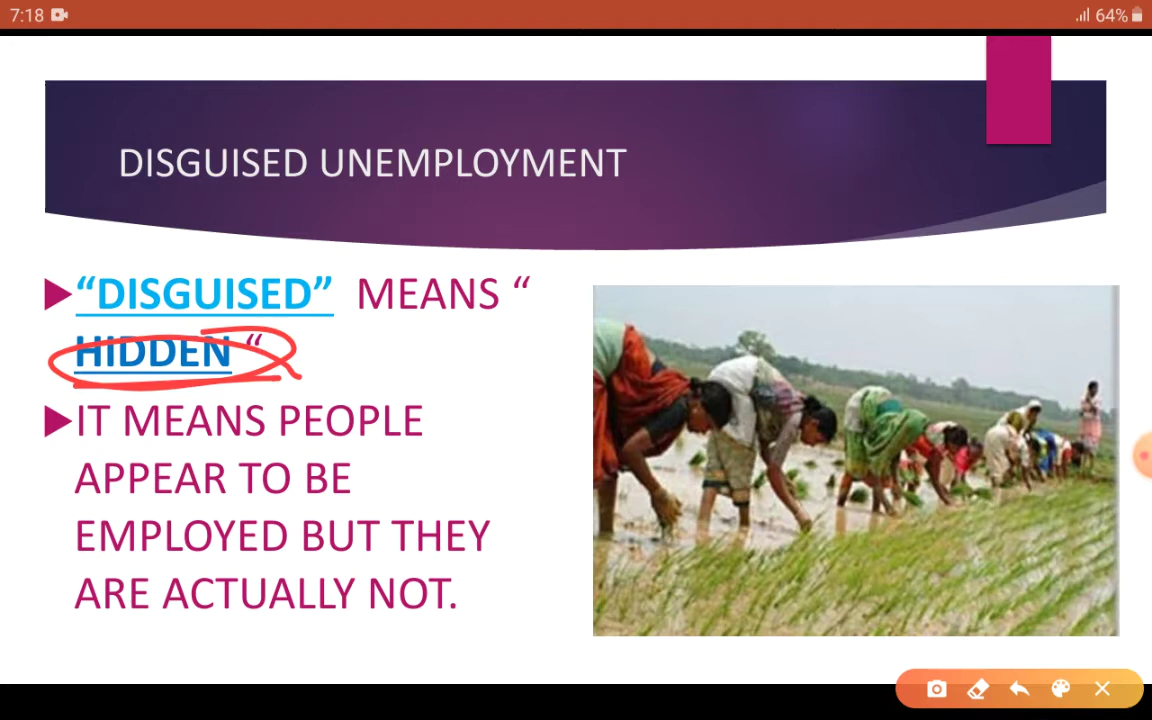 7:18 64%
DISGUISED UNEMPLOYMENT
“DISGUISED” MEANS “
HIDDEN “
IT MEANS PEOPLE
APPEAR TO BE
EMPLOYED BUT THEY
ARE ACTUALLY NOT.